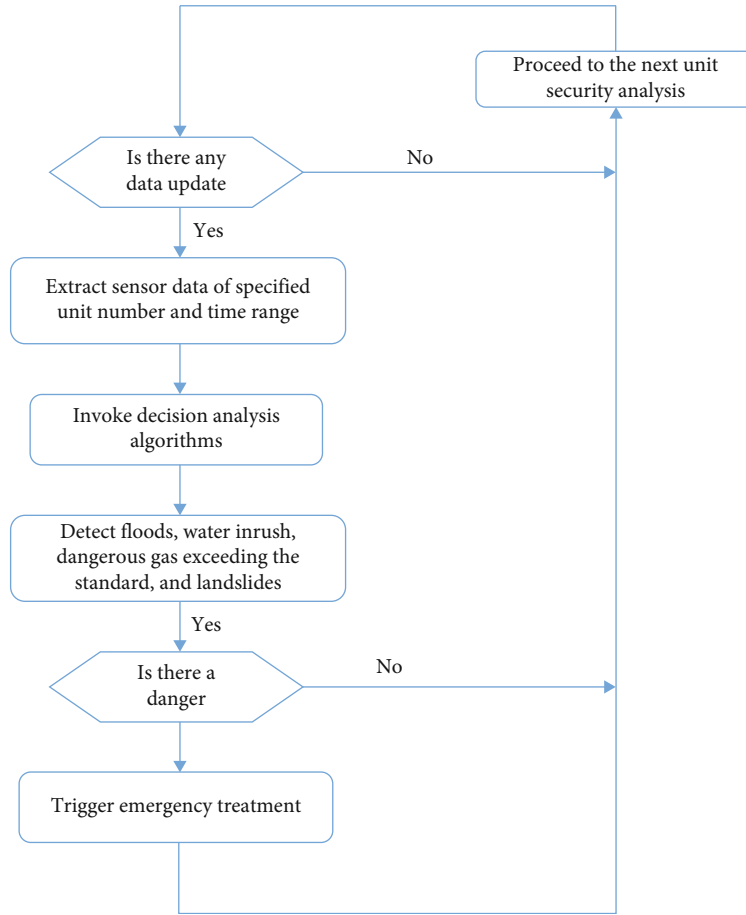 Proceed to the next unit
security analysis
Is there any
data update
No
Yes
Extract sensor data of specified
unit number and time range
Invoke decision analysis
algorithms
Detect floods, water inrush,
dangerous gas exceeding the
standard, and landslides
Yes
Is there a
danger
No
Trigger emergency treatment